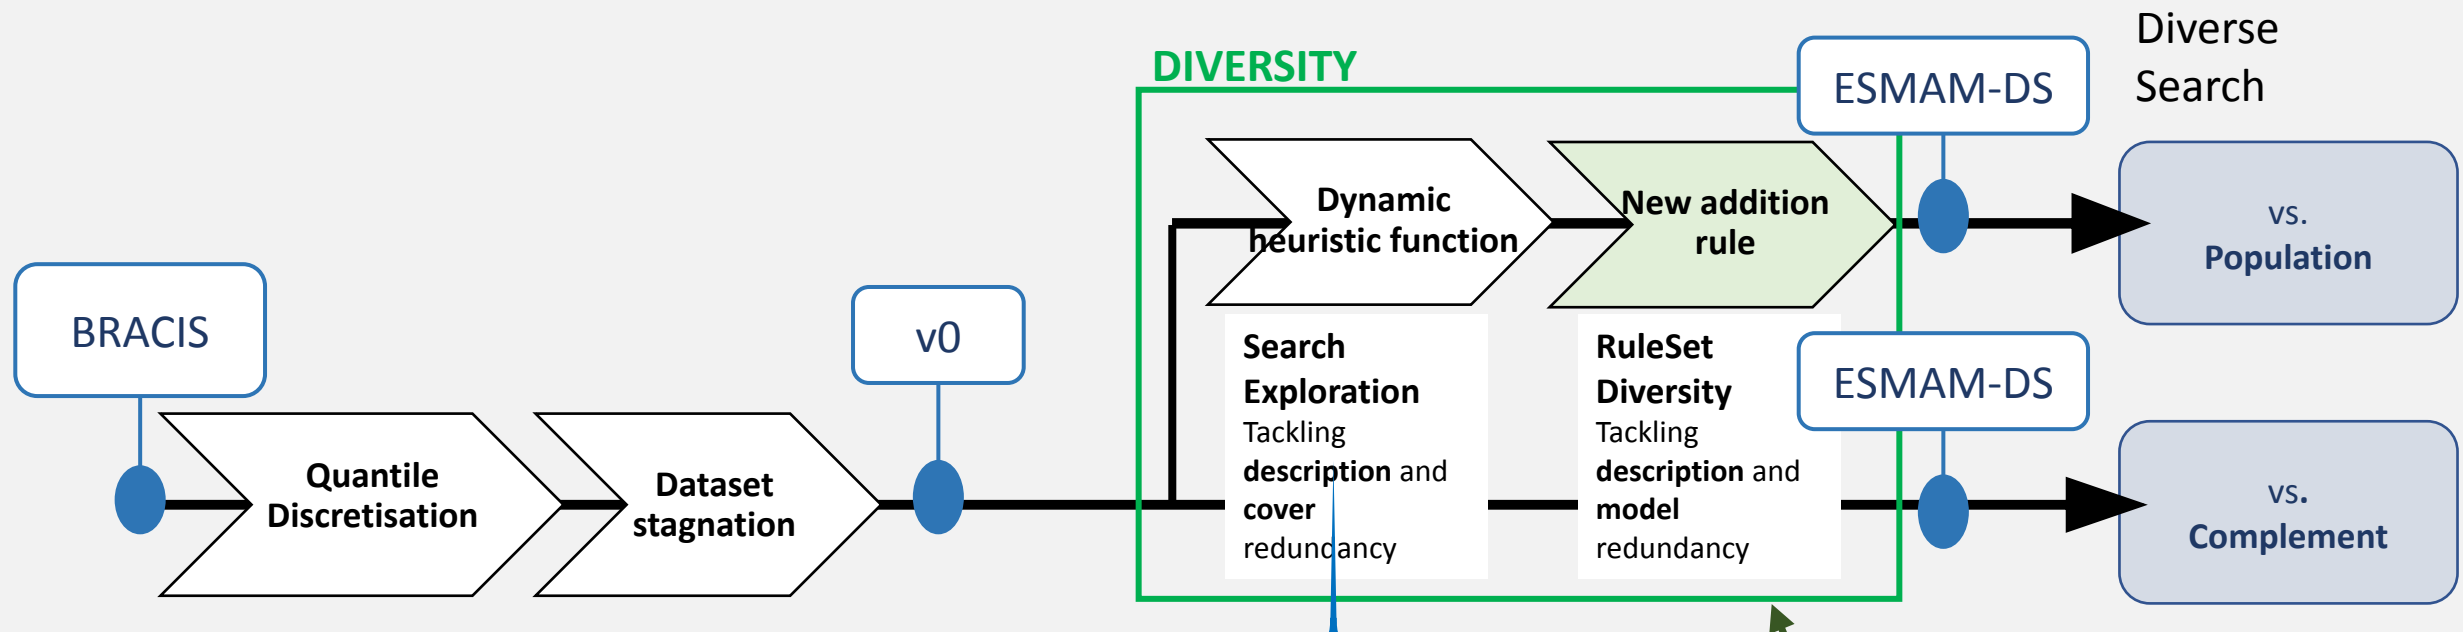 Diverse
Search
DIVERSITY
ESMAM-DS
Dynamic
heuristic function
New addition
rule
vs.
Population
BRACIS
v0
Search
Exploration
Tackling
description and
cover
redundancy
RuleSet
Diversity
Tackling
description and
model
redundancy
ESMAM-DS
Quantile
Discretisation
Dataset
stagnation
vs.
Complement